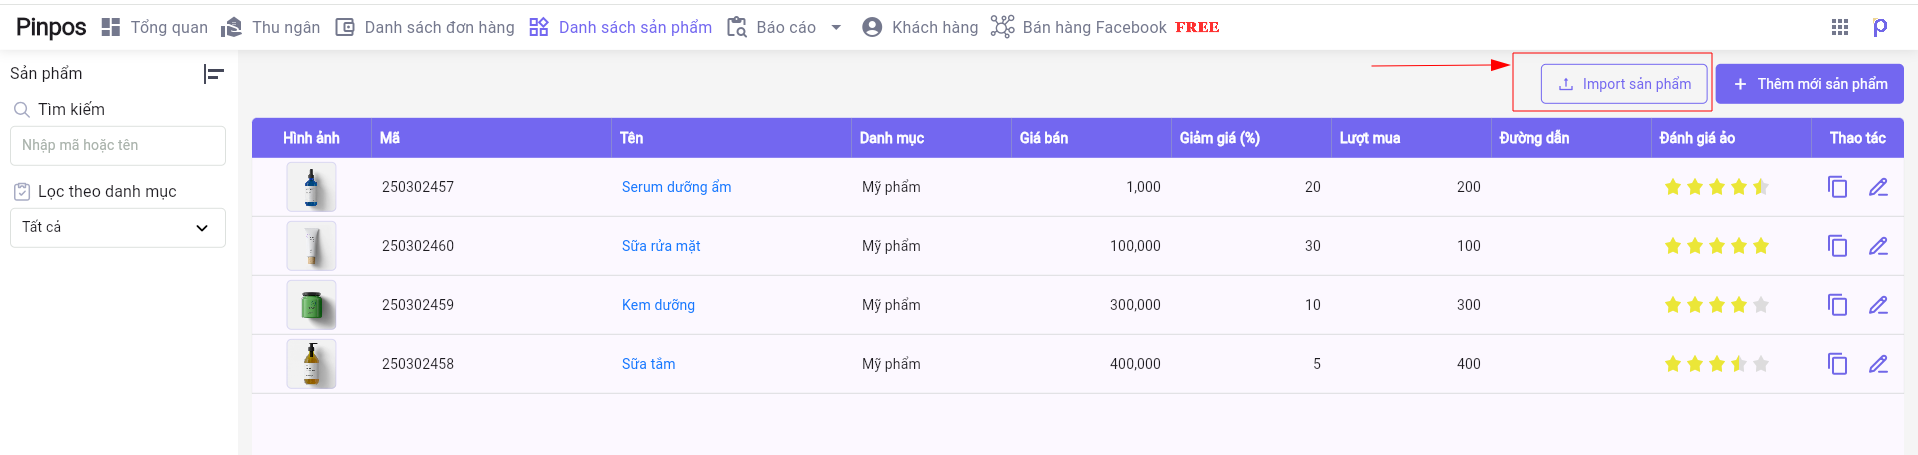 Pinpos Tổng quan Thu ngân Danh sách đơn hàng Danh sách sản phẩm Báo cáo Khách hàng Bán hàng Facebook FREE
Sản phẩm
Tìm kiếm
Nhập mã hoặc tên
Lọc theo danh mục
Tất cả
Import sản phẩm + Thêm mới sản phẩm
Hình ảnh Mã Tên Danh mục Giá bán Giảm giá (%) Lượt mua Đường dẫn Đánh giá ảo Thao tác
250302457 Serum dưỡng ẩm Mỹ phẩm 1,000 20 200
250302460 Sữa rửa mặt Mỹ phẩm 100,000 30 100
250302459 Kem dưỡng Mỹ phẩm 300,000 10 300
250302458 Sữa tắm Mỹ phẩm 400,000 5 400